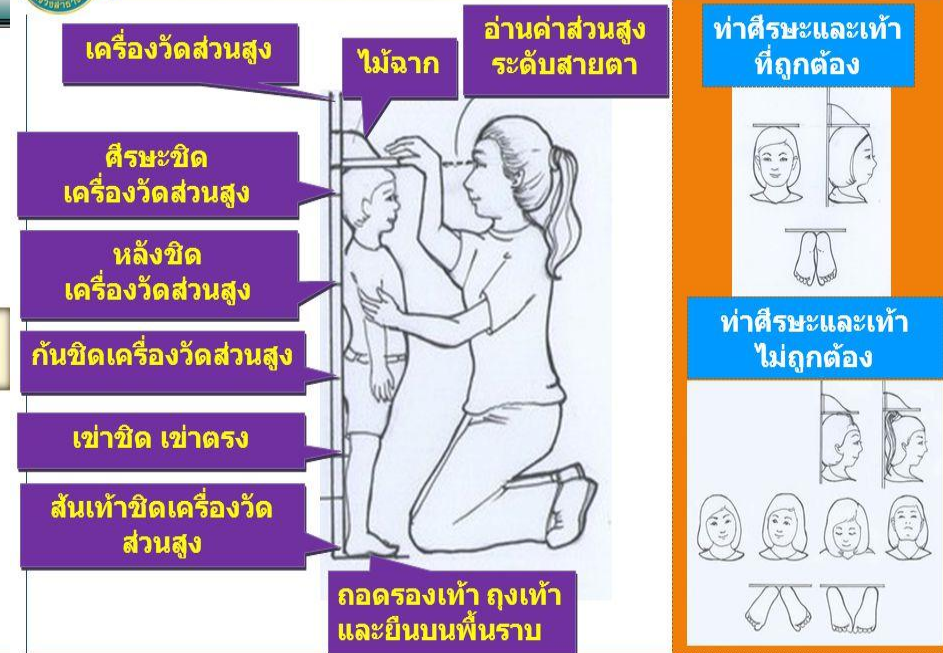 เครื่องวัดส่วนสูง
ไม้ฉาก
อ่านค่าส่วนสูง
ระดับสายตา
ศีรษะชิด
เครื่องวัดส่วนสูง
หลังชิด
เครื่องวัดส่วนสูง
ก้นชิดเครื่องวัดส่วนสูง
เข่าชิด เข่าตรง
ส้นเท้าชิดเครื่องวัด
ส่วนสูง
ถอดรองเท้า ถุงเท้า
และยืนบนพื้นราบ
ท่าศีรษะและเท้า
ที่ถูกต้อง
ท่าศีรษะและเท้า
ไม่ถูกต้อง